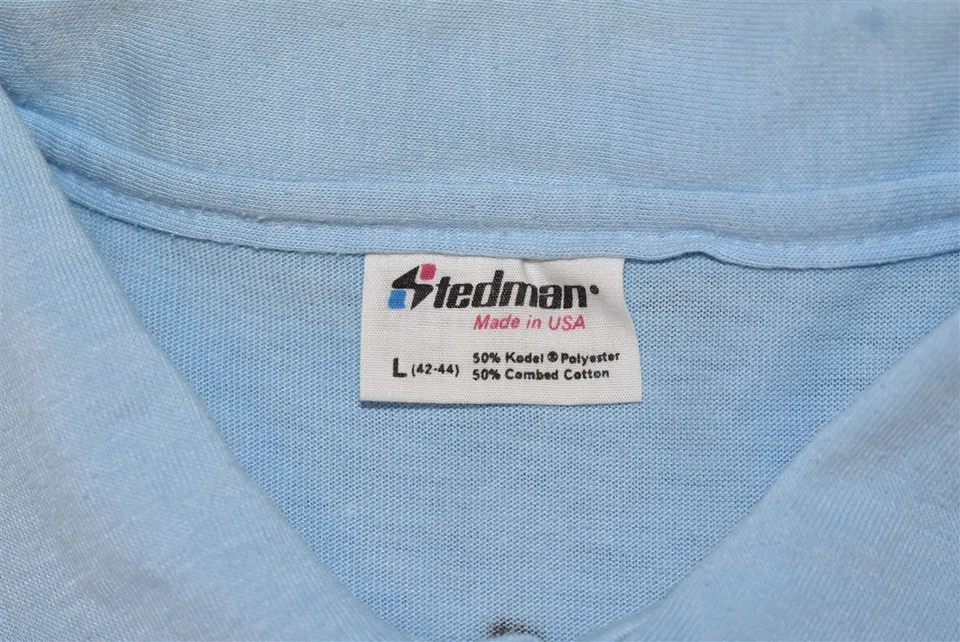 Stedman®
Made in USA
L (42-44)
50% Kodel ® Polyester
50% Combed Cotton